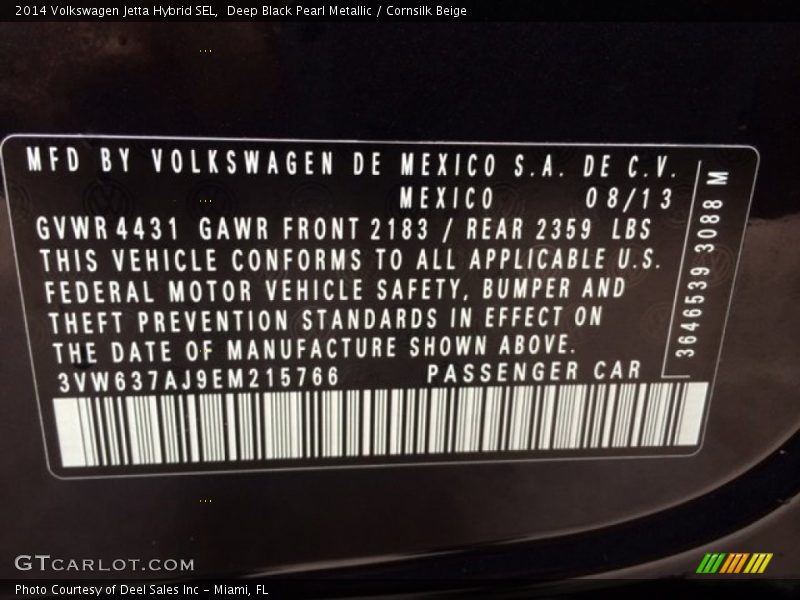 2014 Volkswagen Jetta Hybrid SEL, Deep Black Pearl Metallic / Cornsilk Beige
MFD BY VOLKSWAGEN DE MEXICO S.A. DE C.V.
MEXICO 08/13
GVWR 4431 GAWR FRONT 2183 / REAR 2359 LBS
THIS VEHICLE CONFORMS TO ALL APPLICABLE U.S.
FEDERAL MOTOR VEHICLE SAFETY, BUMPER AND
THEFT PREVENTION STANDARDS IN EFFECT ON
THE DATE OF MANUFACTURE SHOWN ABOVE.
3VW637AJ9EM215766 PASSENGER CAR
3646539 3088 M
GTCARLOT.COM
Photo Courtesy of Deel Sales Inc - Miami, FL